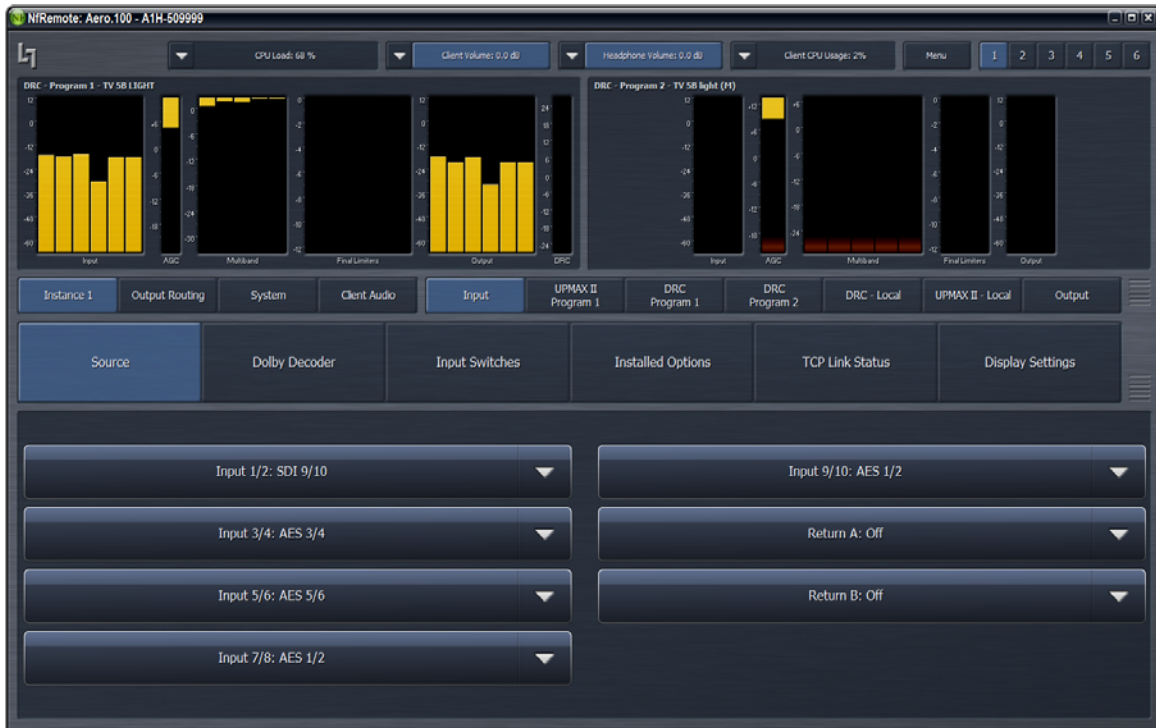 NfRemote: Aero.100 - A1H-509999
CPU Load: 68 %
Client Volume: 0.0 dB
Headphone Volume: 0.0 dB
Client CPU Usage: 2%
Menu
1 2 3 4 5 6
DRC - Program 1 - TV 5B LIGHT
Input
AGC
Multiband
Final Limiters
Output
DRC
DRC - Program 2 - TV 5B light (M)
Input
AGC
Multiband
Final Limiters
Output
Instance 1
Output Routing
System
Client Audio
Input
UPMAX II
Program 1
DRC
Program 1
DRC
Program 2
DRC - Local
UPMAX II - Local
Output
Source
Dolby Decoder
Input Switches
Installed Options
TCP Link Status
Display Settings
Input 1/2: SDI 9/10
Input 9/10: AES 1/2
Input 3/4: AES 3/4
Return A: Off
Input 5/6: AES 5/6
Return B: Off
Input 7/8: AES 1/2